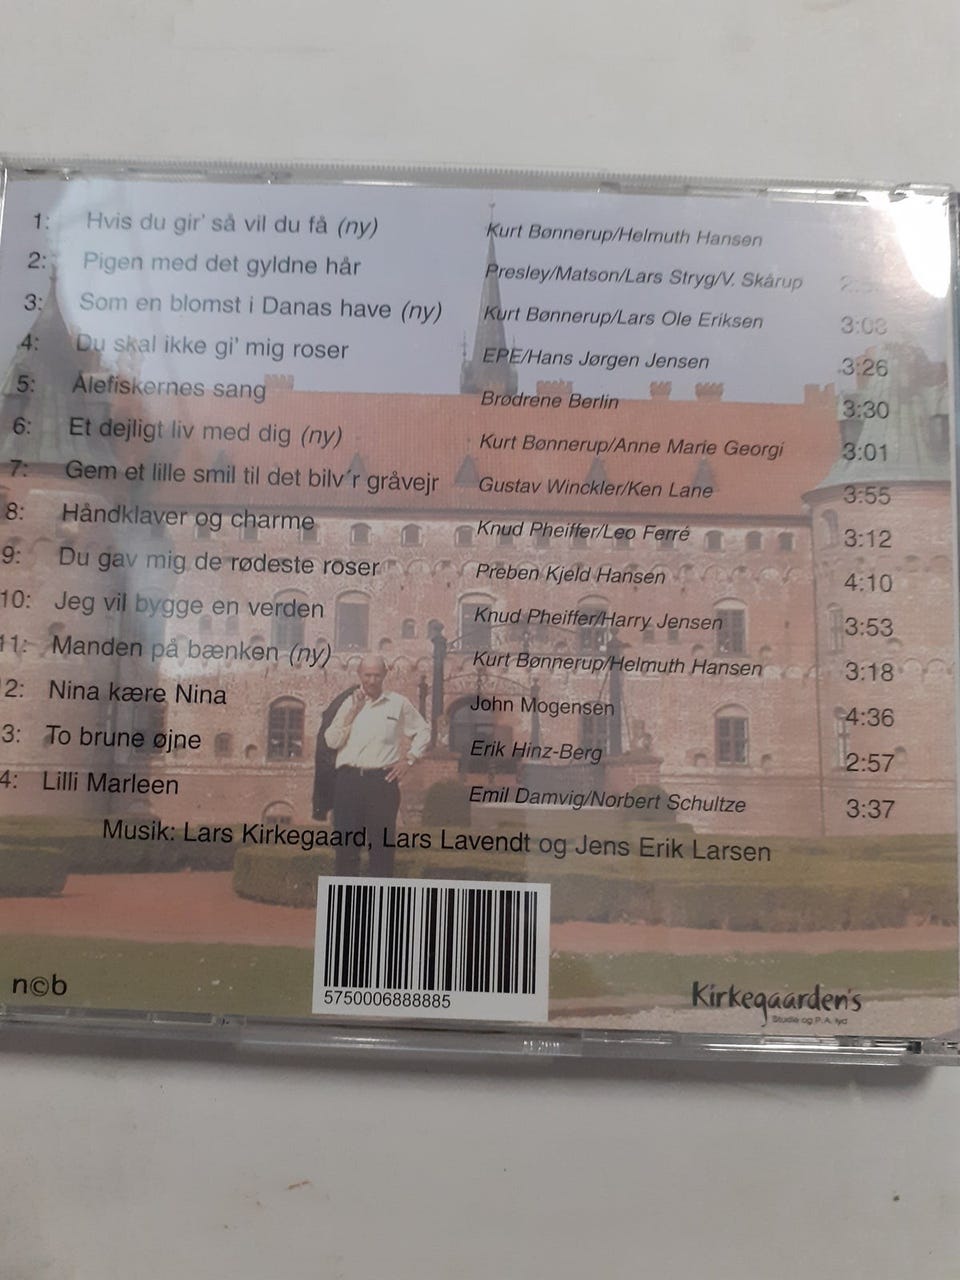 1: Hvis du gir' så vil du få (ny) Kurt Bønnerup/Helmuth Hansen
2: Pigen med det gyldne hår Presley/Matson/Lars Stryg/V. Skårup
3: Som en blomst i Danas have (ny) Kurt Bønnerup/Lars Ole Eriksen 3:03
4: Du skal ikke gi' mig roser EPE/Hans Jørgen Jensen 3:26
5: Ålefiskernes sang Brødrene Berlin 3:30
6: Et dejligt liv med dig (ny) Kurt Bønnerup/Anne Marie Georgi 3:01
7: Gem et lille smil til det bilv´r gråvejr Gustav Winckler/Ken Lane 3:55
8: Håndklaver og charme Knud Pheiffer/Leo Ferré 3:12
9: Du gav mig de rødeste roser Preben Kjeld Hansen 4:10
10: Jeg vil bygge en verden Knud Pheiffer/Harry Jensen 3:53
11: Manden på bænken (ny) Kurt Bønnerup/Helmuth Hansen 3:18
2: Nina kære Nina John Mogensen 4:36
3: To brune øjne Erik Hinz-Berg 2:57
4: Lilli Marleen Emil Damvig/Norbert Schultze 3:37
Musik: Lars Kirkegaard, Lars Lavendt og Jens Erik Larsen
5750006888885
n©b
Kirkegaarden's
Studie og P.A. lyd